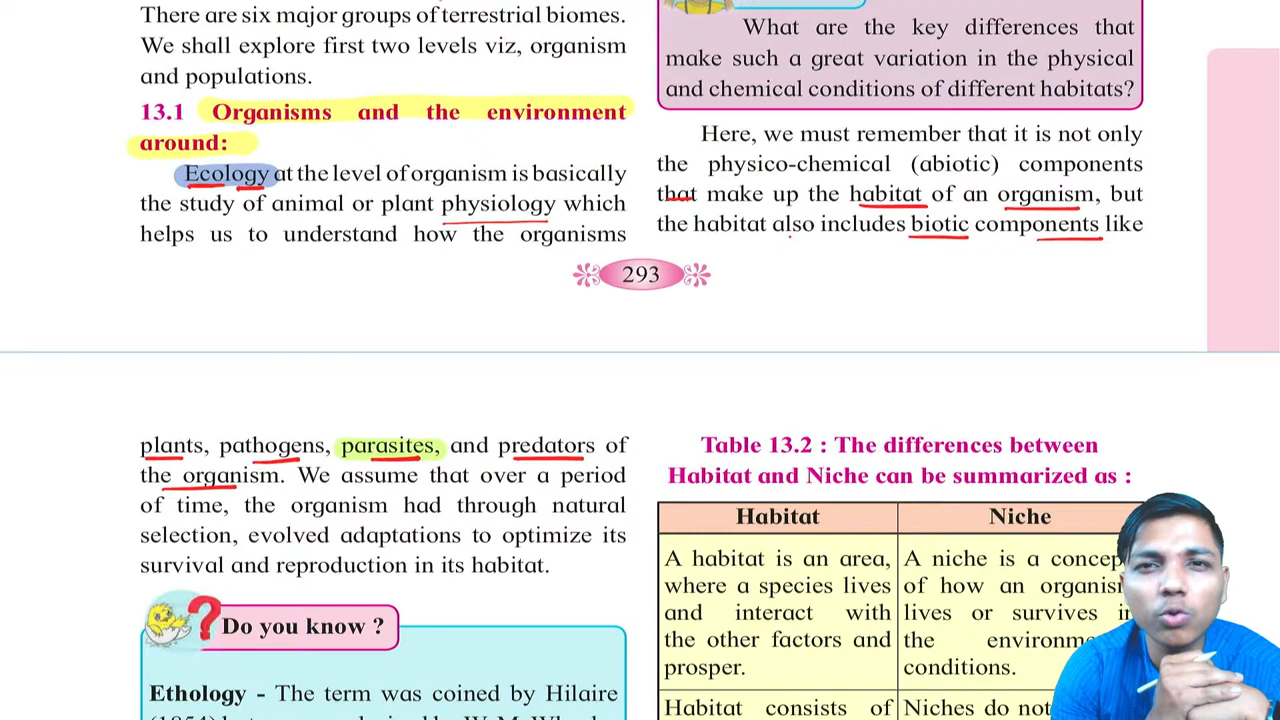 There are six major groups of terrestrial biomes.
We shall explore first two levels viz, organism
and populations.
13.1 Organisms and the environment
around:
Ecology at the level of organism is basically
the study of animal or plant physiology which
helps us to understand how the organisms
What are the key differences that
make such a great variation in the physical
and chemical conditions of different habitats?
Here, we must remember that it is not only
the physico-chemical (abiotic) components
that make up the habitat of an organism, but
the habitat also includes biotic components like
293
plants, pathogens, parasites, and predators of
the organism. We assume that over a period
of time, the organism had through natural
selection, evolved adaptations to optimize its
survival and reproduction in its habitat.
? Do you know ?
Ethology - The term was coined by Hilaire
Table 13.2 : The differences between
Habitat and Niche can be summarized as :
Habitat
Niche
A habitat is an area,
where a species lives
and interact with
the other factors and
prosper.
A niche is a concep
of how an organis
lives or survives i
the environm
conditions.
Habitat consists of
Niches do not